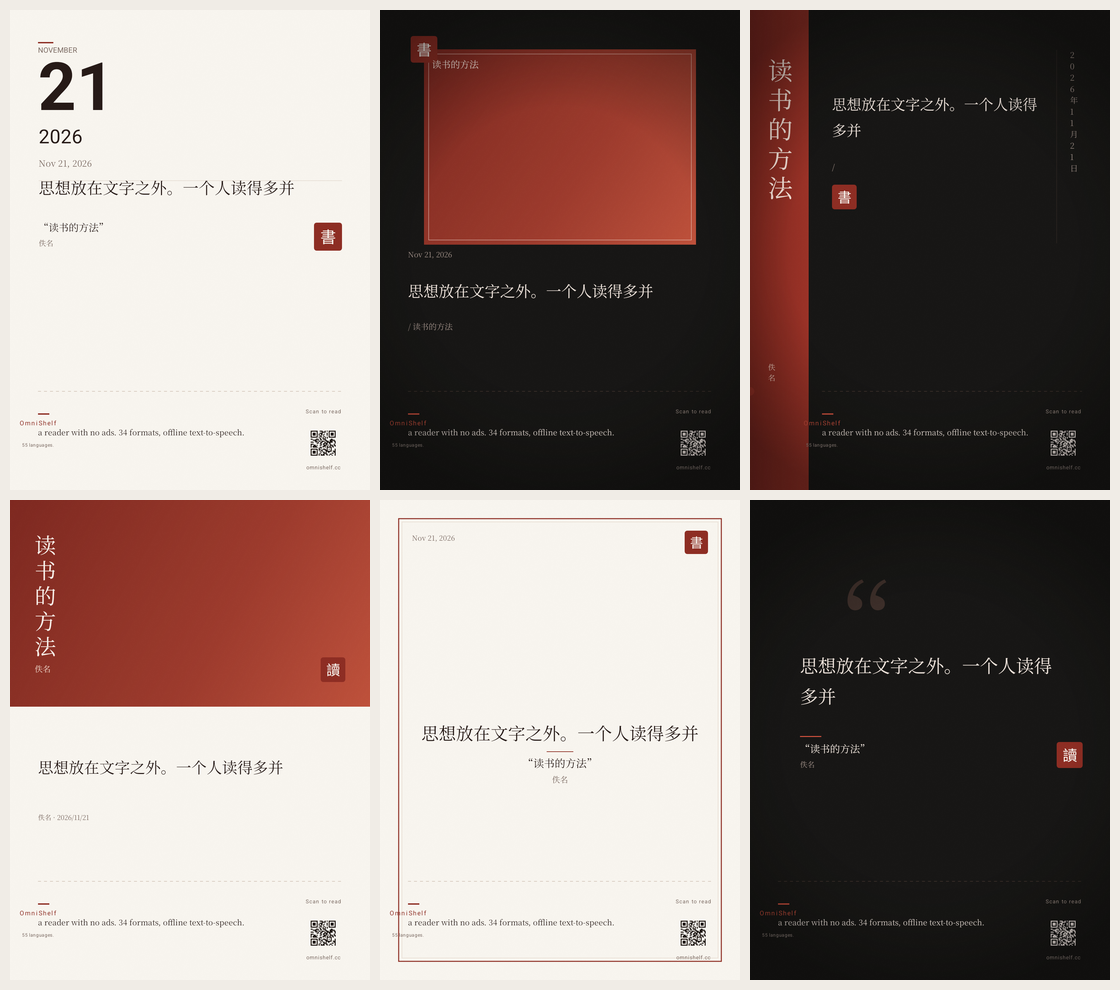 NOVEMBER
21
2026
Nov 21, 2026
思想放在文字之外。一个人读得多并
“读书的方法”
佚名
書
Scan to read
OmniShelf
a reader with no ads. 34 formats, offline text-to-speech.
55 languages.
omnishelf.cc
書
读书的方法
Nov 21, 2026
思想放在文字之外。一个人读得多并
/ 读书的方法
Scan to read
OmniShelf
a reader with no ads. 34 formats, offline text-to-speech.
55 languages.
omnishelf.cc
读书的方法
佚名
思想放在文字之外。一个人读得
多并
/
書
2026年11月21日
Scan to read
OmniShelf
a reader with no ads. 34 formats, offline text-to-speech.
55 languages.
omnishelf.cc
读书的方法
佚名
讀
思想放在文字之外。一个人读得多并
佚名 · 2026/11/21
Scan to read
OmniShelf
a reader with no ads. 34 formats, offline text-to-speech.
55 languages.
omnishelf.cc
Nov 21, 2026
書
思想放在文字之外。一个人读得多并
“读书的方法”
佚名
Scan to read
OmniShelf
a reader with no ads. 34 formats, offline text-to-speech.
55 languages.
omnishelf.cc
“
思想放在文字之外。一个人读得
多并
“读书的方法”
佚名
讀
Scan to read
OmniShelf
a reader with no ads. 34 formats, offline text-to-speech.
55 languages.
omnishelf.cc